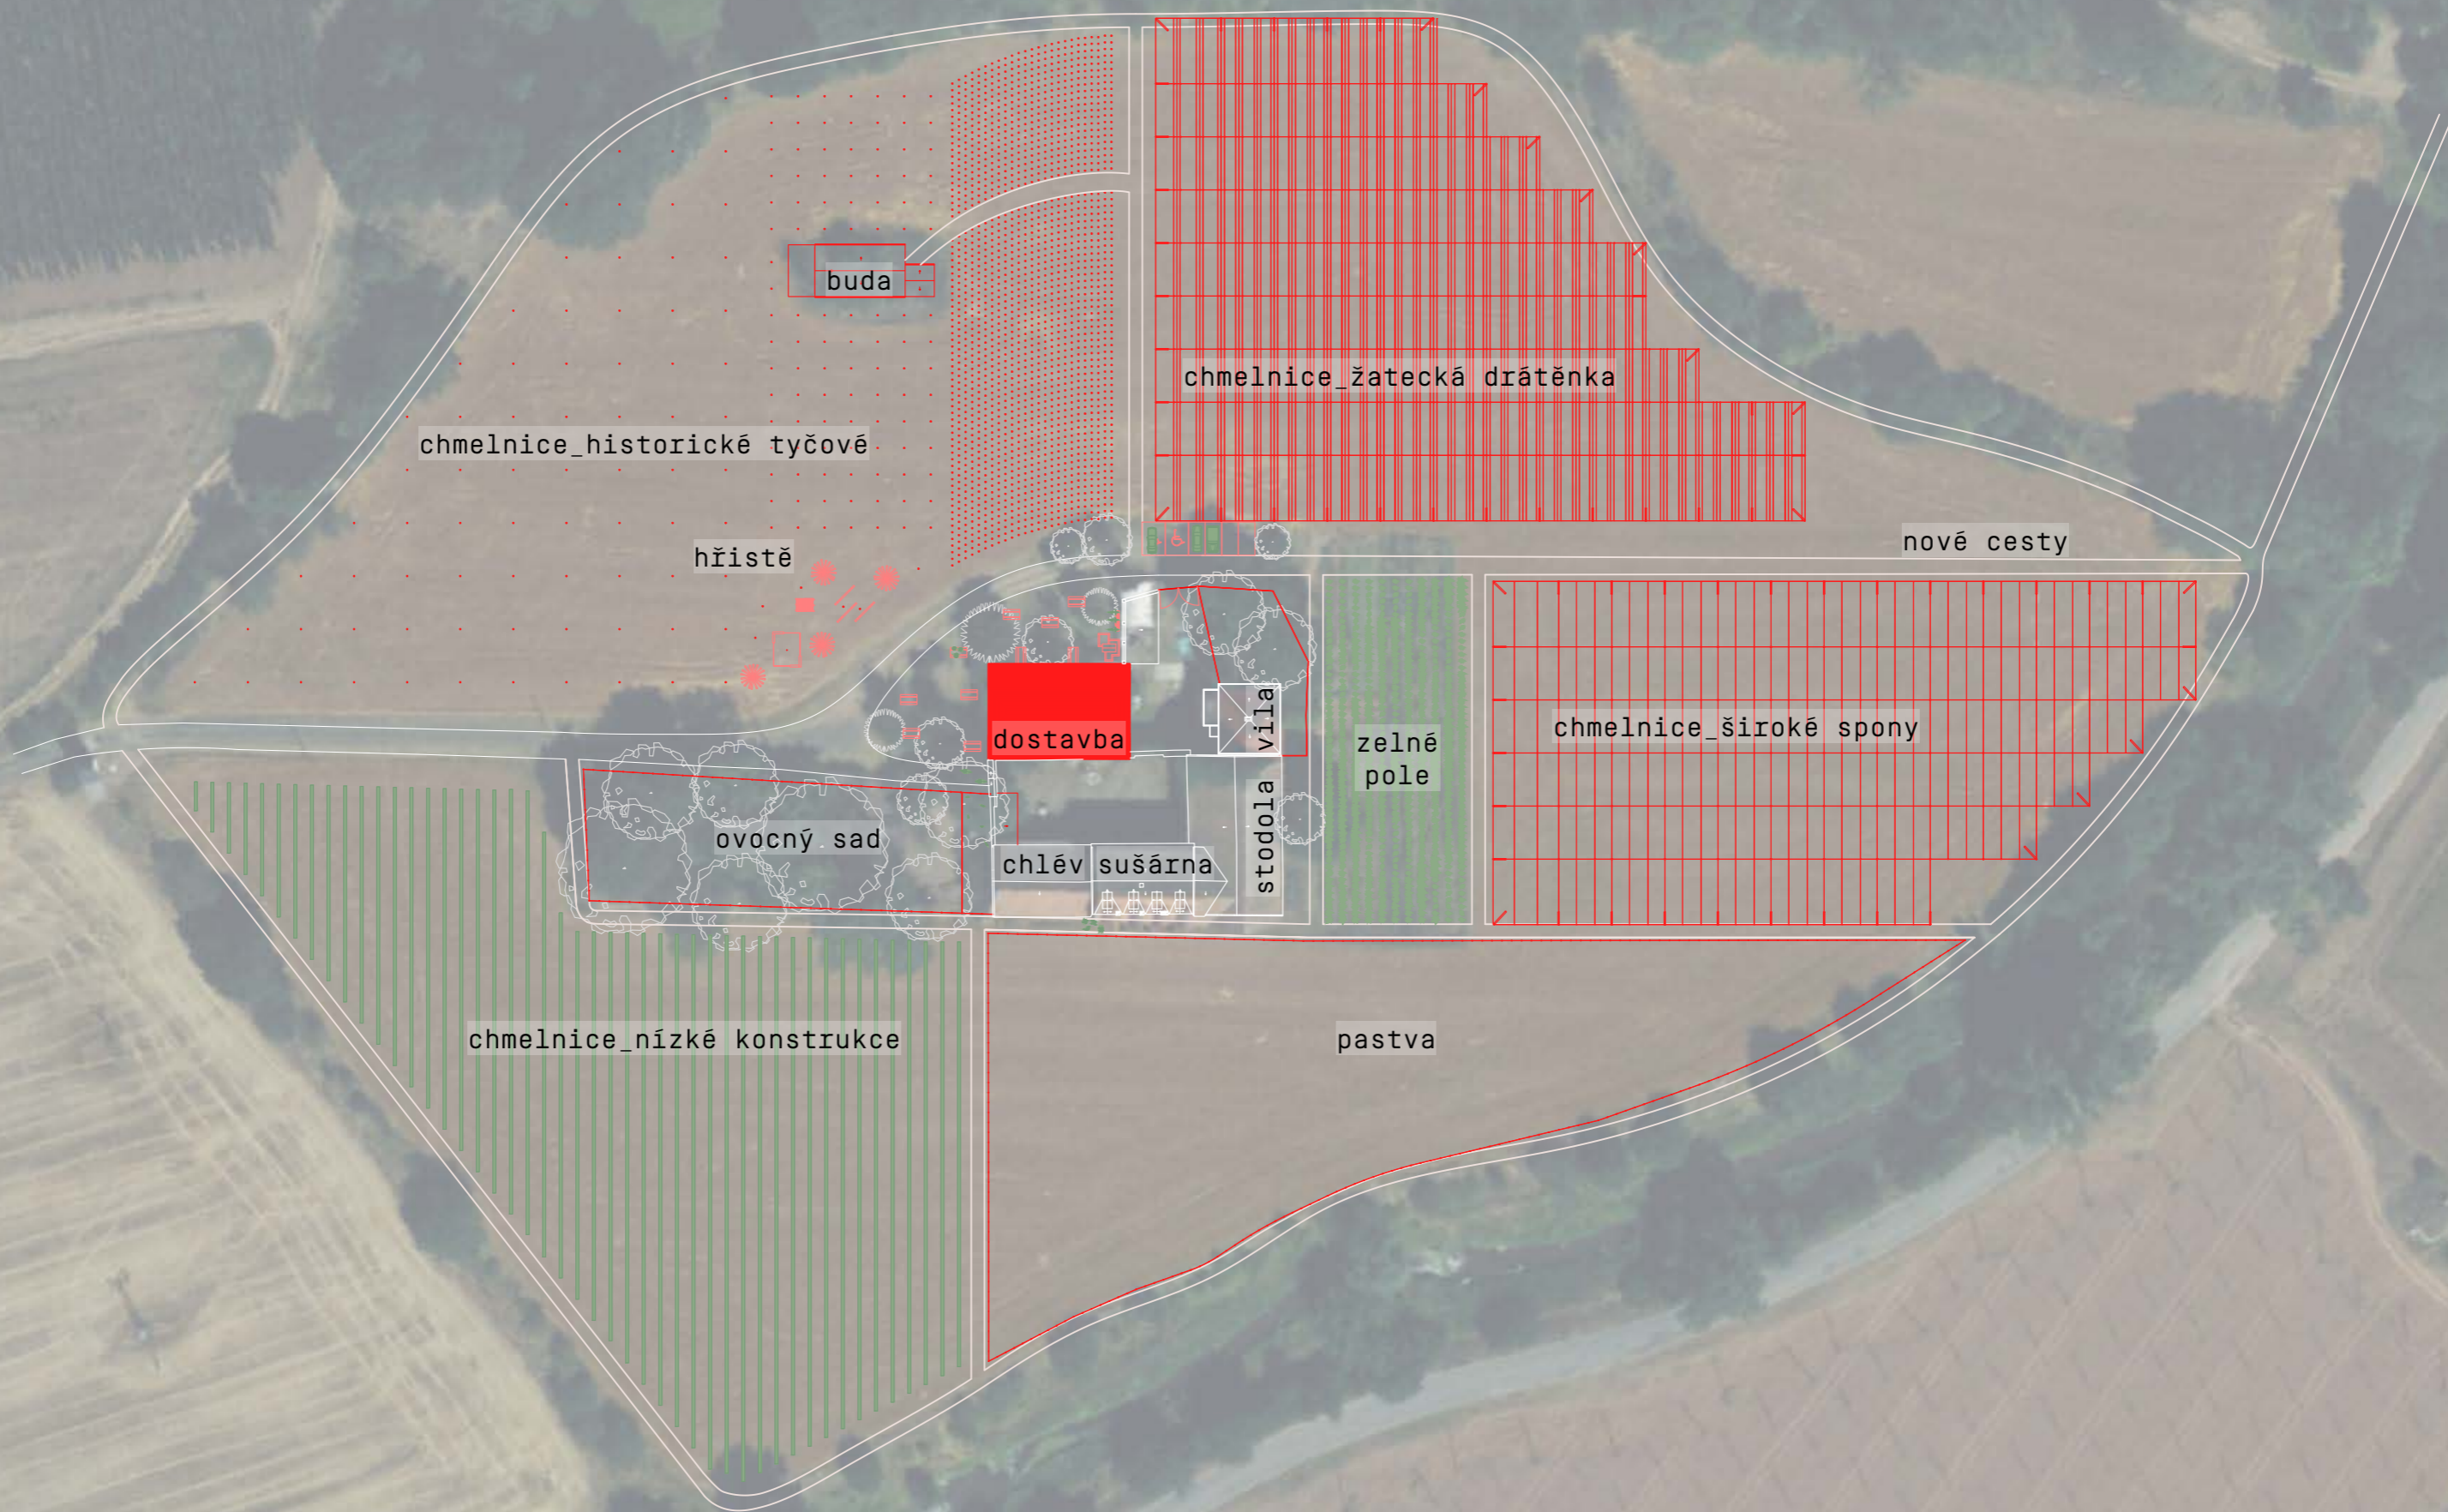 buda
chmelnice_žatecká drátěnka
chmelnice_historické tyčové
nové cesty
hřistě
chmelnice_široké spony
dostavba
vila
zelné
pole
ovocný sad
chlév
sušárna
stodola
chmelnice_nízké konstrukce
pastva